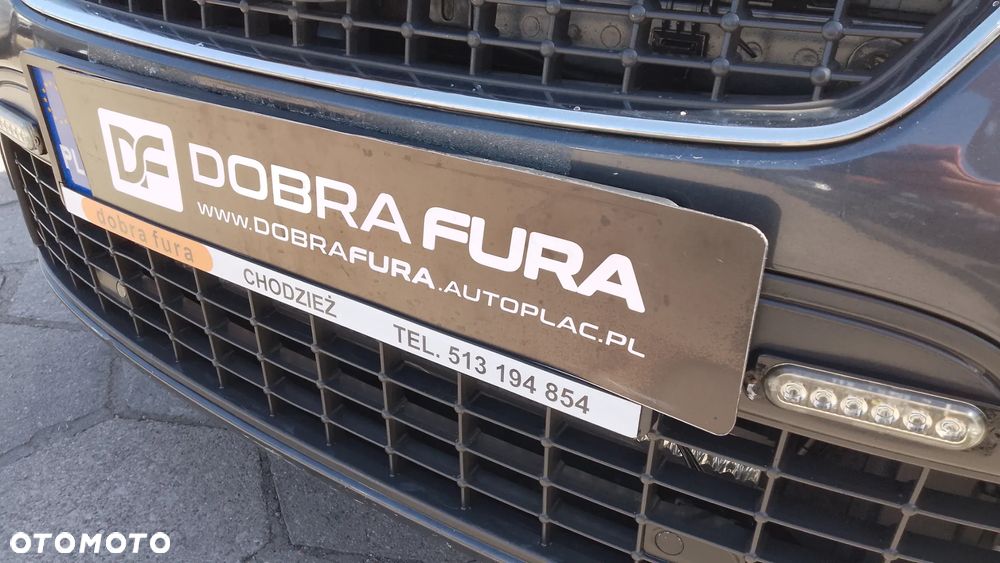 PL
DF DOBRA FURA
www.DOBRAFURA.AUTOPLAC.PL
dobra fura
CHODZIEŻ TEL. 513 194 854
OTOMOTO